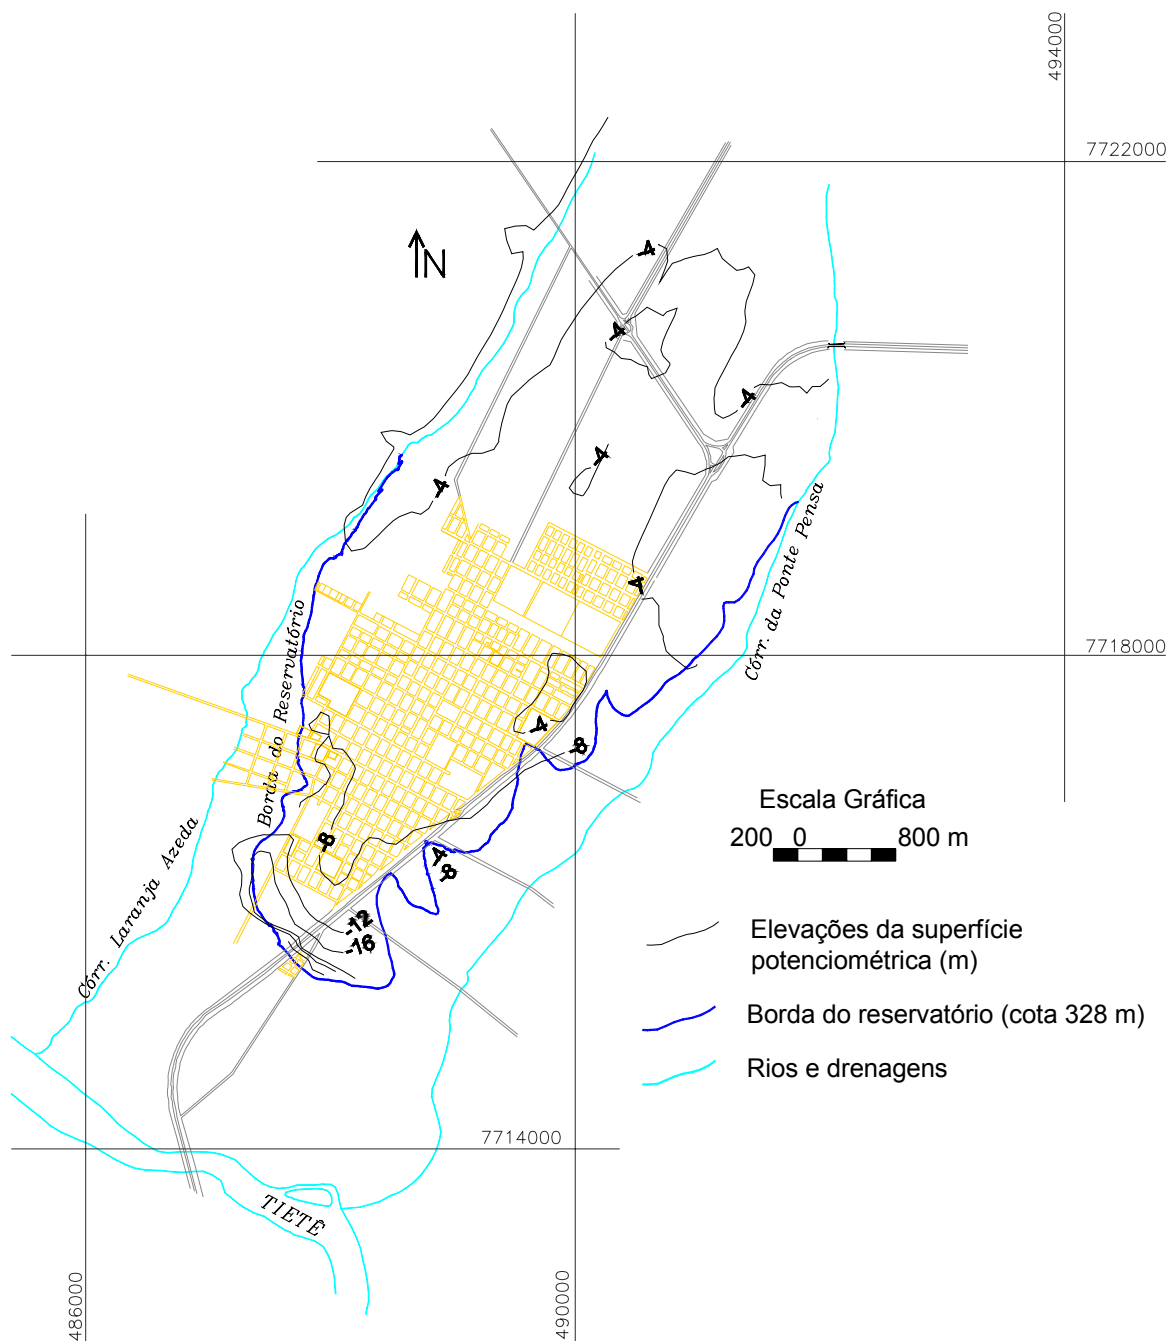 494000
7722000
N
-4
-4
-4
-4
-4
-4
Córr. da Ponte Pensa
Borda do Reservatório
7718000
-4
-8
Escala Gráfica
200 0 800 m
Córr. Laranja Azeda
-8
-4
-8
-12
-16
Elevações da superfície
potenciométrica (m)
Borda do reservatório (cota 328 m)
Rios e drenagens
7714000
TIETÊ
486000
490000